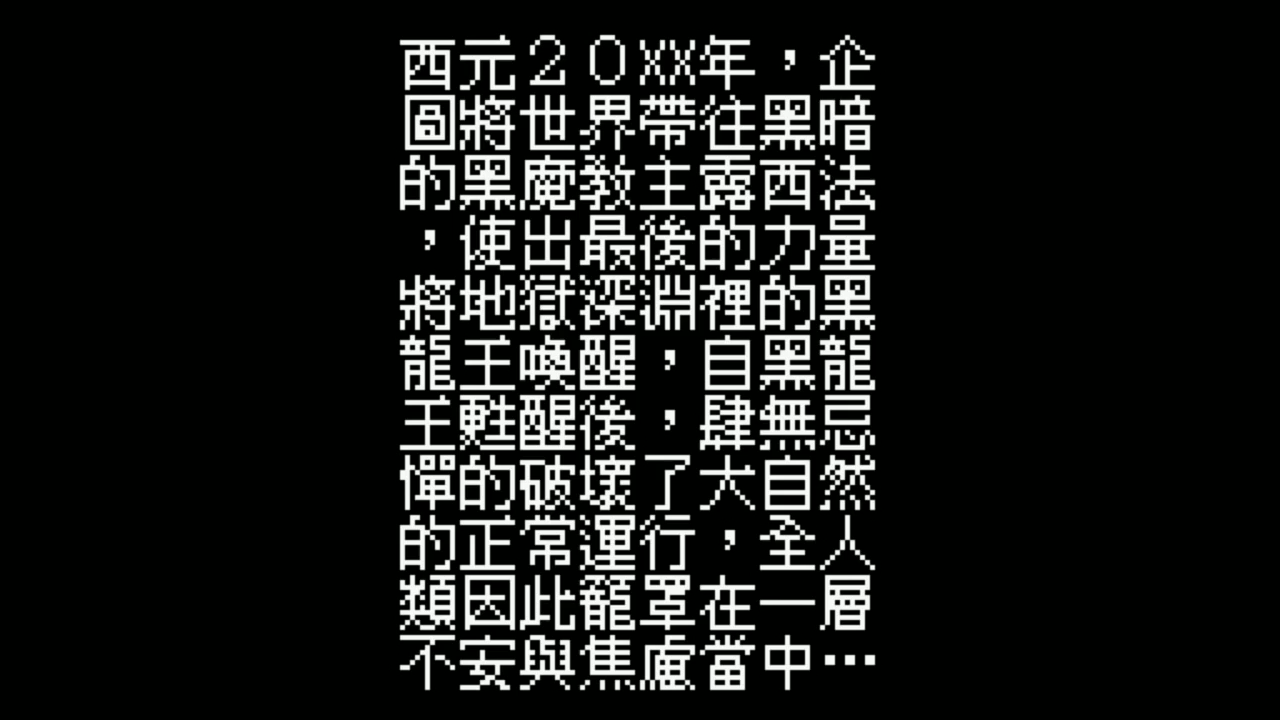 西元２０XX年，企
圖將世界帶往黑暗
的黑魔教主露西法
，使出最後的力量
將地獄深淵裡的黑
龍王喚醒，自黑龍
王甦醒後，肆無忌
憚的破壞了大自然
的正常運行，全人
類因此籠罩在一層
不安與焦慮當中…